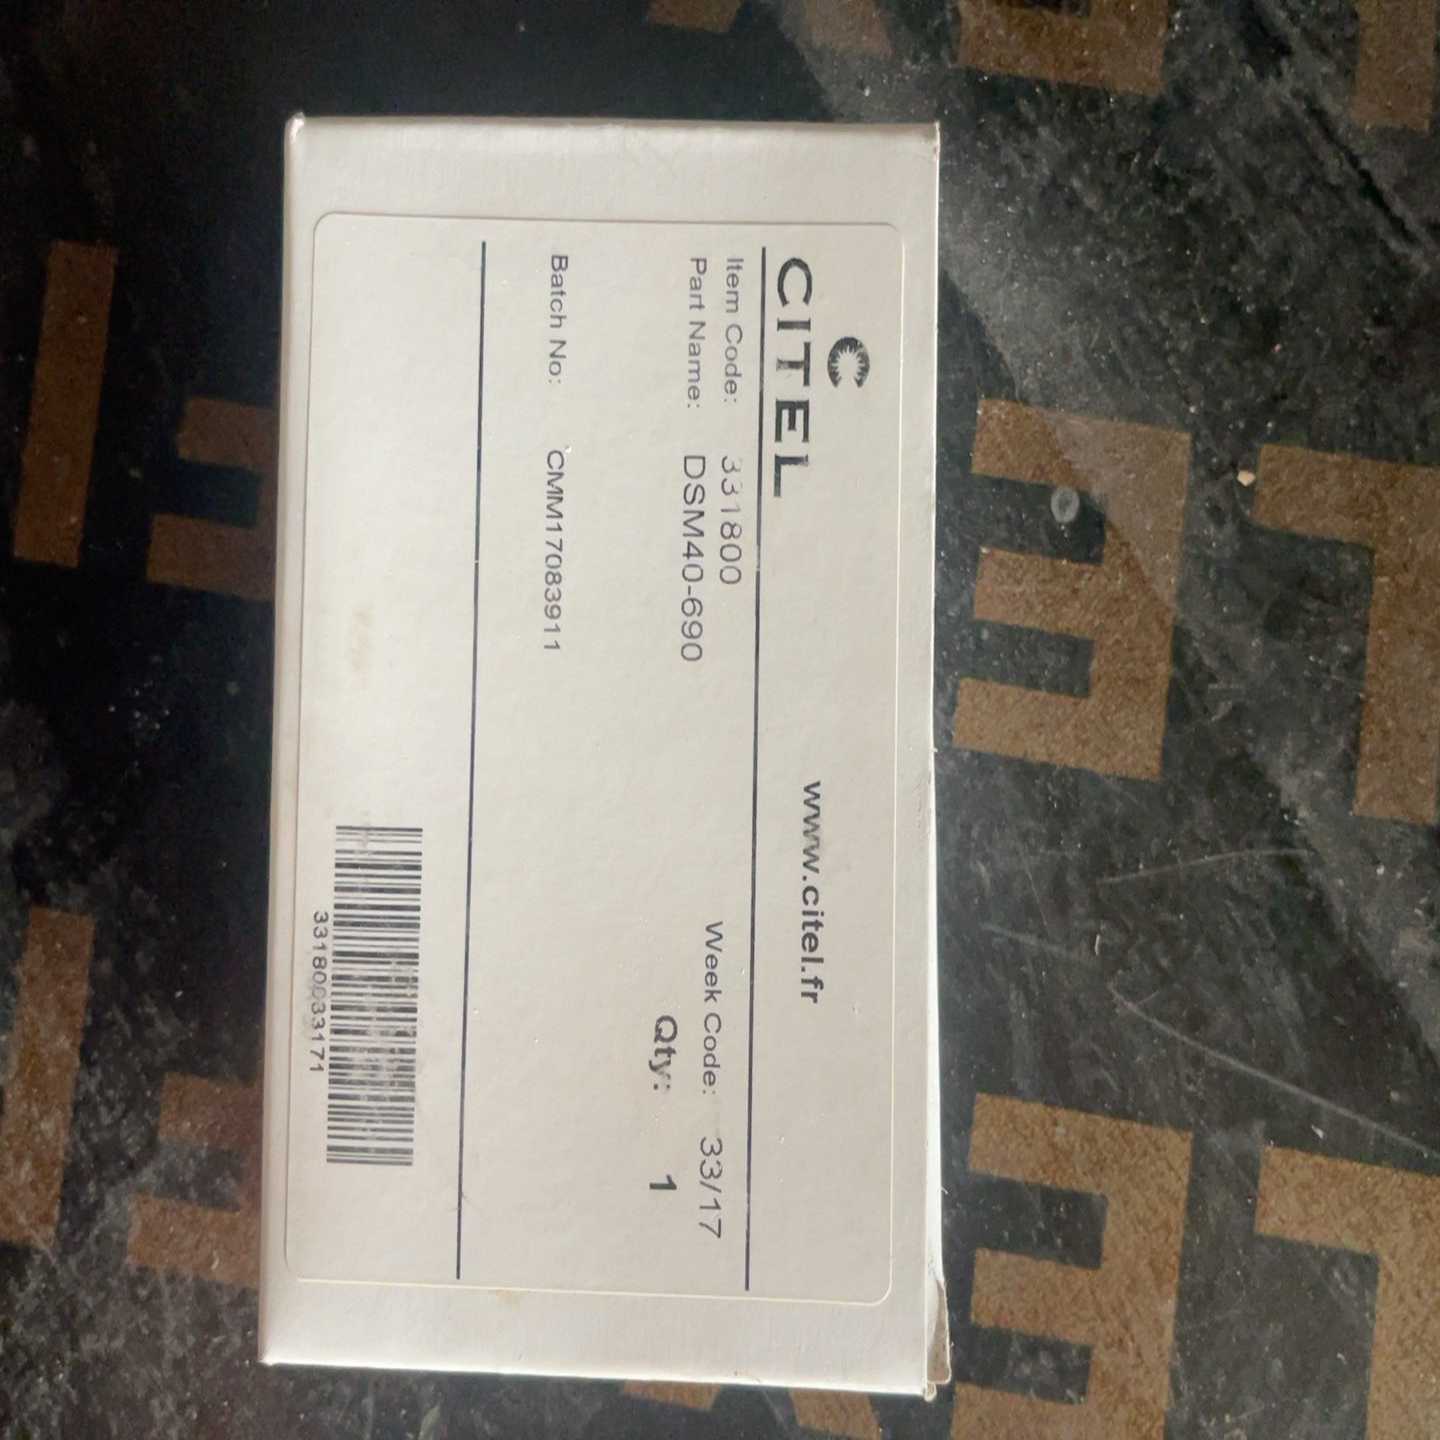 CITEL
www.citel.fr
Item Code: 331800
Week Code: 33/17
Part Name: DSM40-690
Qty: 1
Batch No: CMM17083911
33180033171